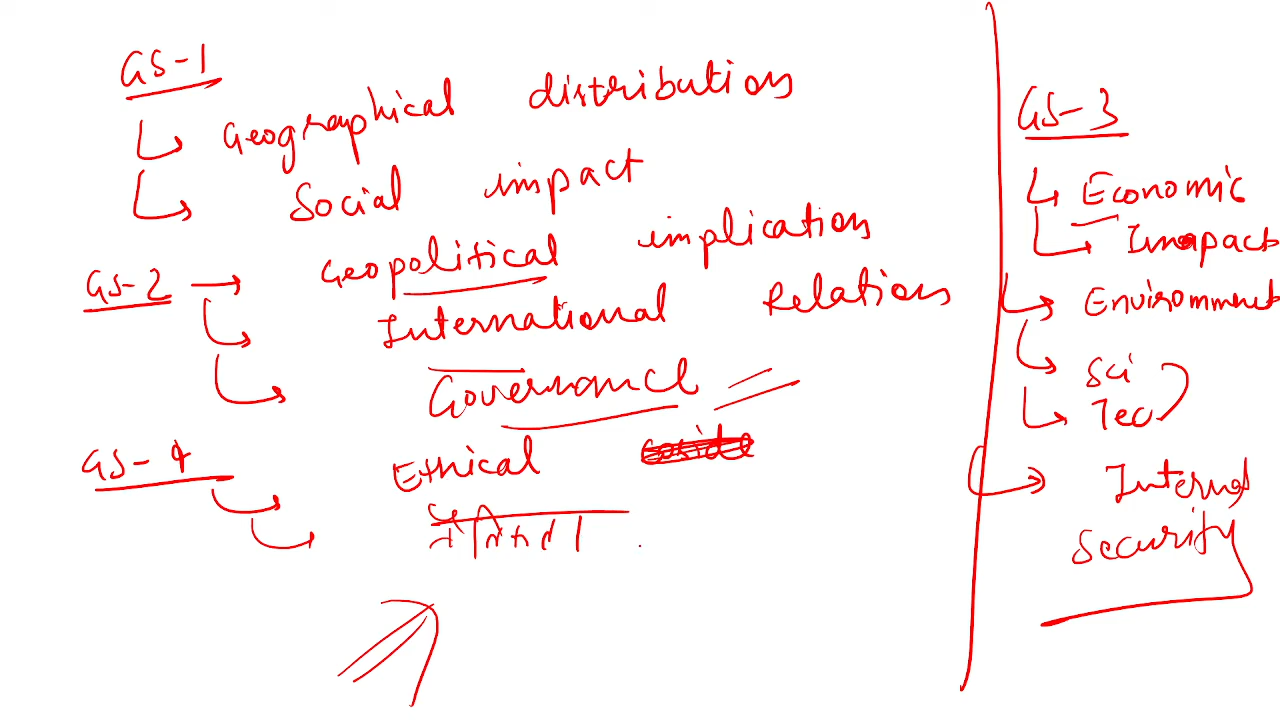 GS-1
Geographical distributions
Social impact
GS-2
Geopolitical implication
International Relations
Governance
GS-4
Ethical
GS-3
Economic
Impact
Environment
Sci
Tec
Internal
Security